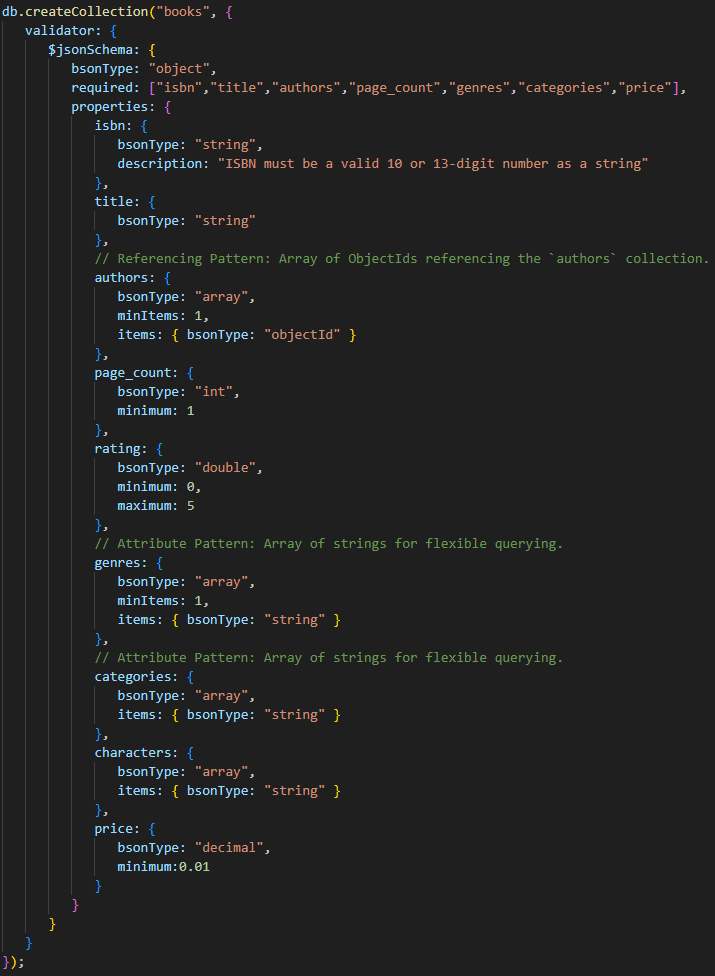 db.createCollection("books", {
   validator: {
      $jsonSchema: {
         bsonType: "object",
         required: ["isbn","title","authors","page_count","genres","categories","price"],
         properties: {
            isbn: {
               bsonType: "string",
               description: "ISBN must be a valid 10 or 13-digit number as a string"
            },
            title: {
               bsonType: "string"
            },
            // Referencing Pattern: Array of ObjectIds referencing the `authors` collection.
            authors: {
               bsonType: "array",
               minItems: 1,
               items: { bsonType: "objectId" }
            },
            page_count: {
               bsonType: "int",
               minimum: 1
            },
            rating: {
               bsonType: "double",
               minimum: 0,
               maximum: 5
            },
            // Attribute Pattern: Array of strings for flexible querying.
            genres: {
               bsonType: "array",
               minItems: 1,
               items: { bsonType: "string" }
            },
            // Attribute Pattern: Array of strings for flexible querying.
            categories: {
               bsonType: "array",
               items: { bsonType: "string" }
            },
            characters: {
               bsonType: "array",
               items: { bsonType: "string" }
            },
            price: {
               bsonType: "decimal",
               minimum:0.01
            }
         }
      }
   }
});